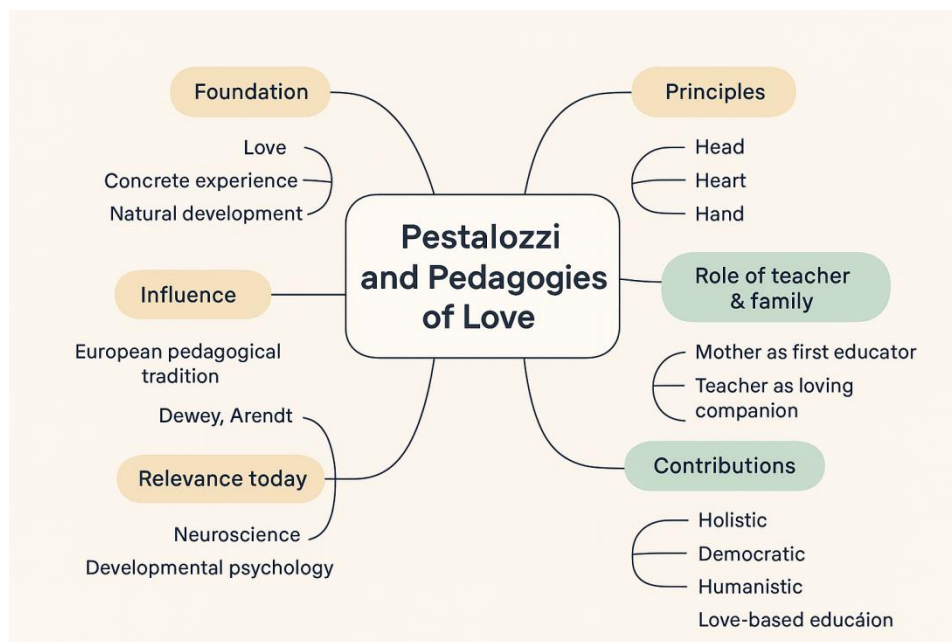 Pestalozzi
and Pedagogies
of Love
Foundation
Love
Concrete experience
Natural development
Influence
European pedagogical
tradition
Dewey, Arendt
Relevance today
Neuroscience
Developmental psychology
Principles
Head
Heart
Hand
Role of teacher
& family
Mother as first educator
Teacher as loving
companion
Contributions
Holistic
Democratic
Humanistic
Love-based educáion